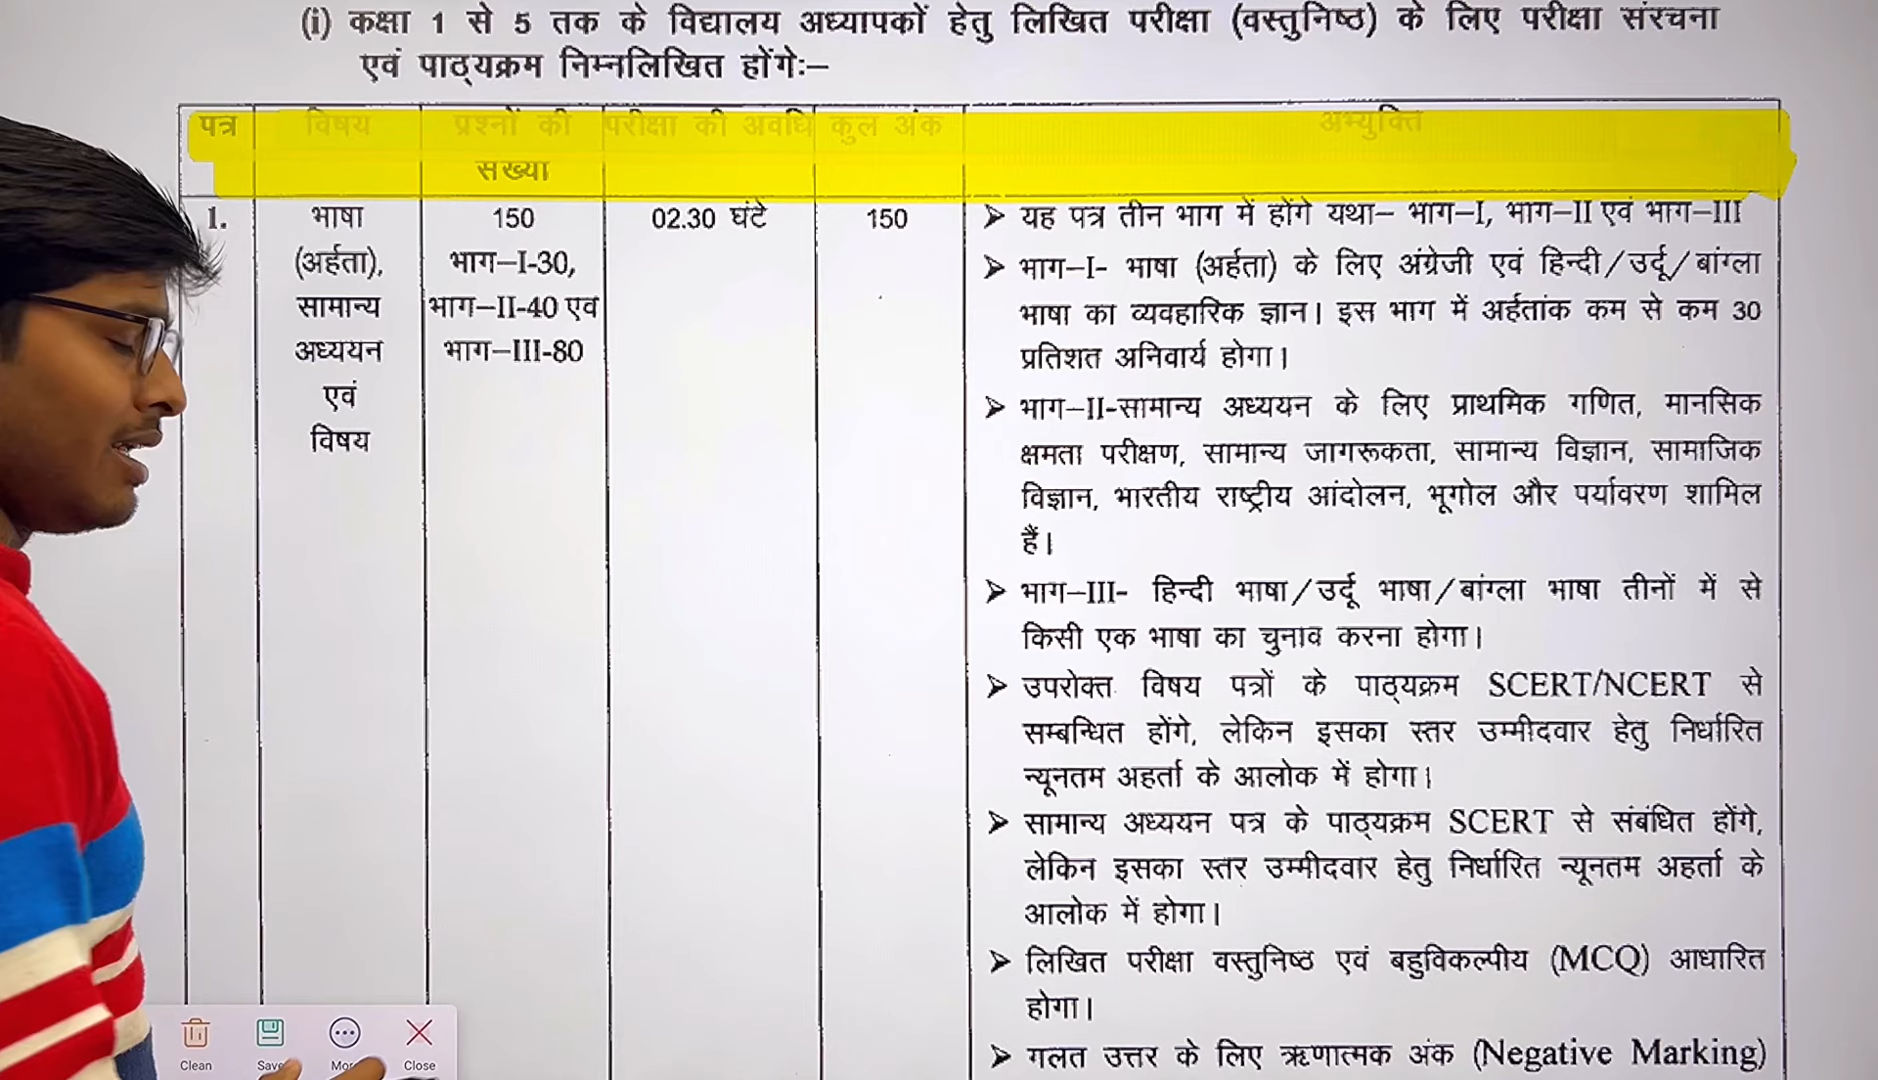 (i) कक्षा 1 से 5 तक के विद्यालय अध्यापकों हेतु लिखित परीक्षा (वस्तुनिष्ठ) के लिए परीक्षा संरचना
एवं पाठ्यक्रम निम्नलिखित होंगेः–
पत्र
विषय
प्रश्नों की
सख्या
परीक्षा की अवधि
कुल अंक
अभ्युक्ति
1.
भाषा
(अर्हता),
सामान्य
अध्ययन
एवं
विषय
150
भाग–I-30,
भाग–II-40 एवं
भाग–III-80
02.30 घंटे
150
➢ यह पत्र तीन भाग में होंगे यथा– भाग–I, भाग–II एवं भाग–III
➢ भाग–I- भाषा (अर्हता) के लिए अंग्रेजी एवं हिन्दी/उर्दू/बांग्ला
भाषा का व्यवहारिक ज्ञान। इस भाग में अर्हतांक कम से कम 30
प्रतिशत अनिवार्य होगा।
➢ भाग–II-सामान्य अध्ययन के लिए प्राथमिक गणित, मानसिक
क्षमता परीक्षण, सामान्य जागरूकता, सामान्य विज्ञान, सामाजिक
विज्ञान, भारतीय राष्ट्रीय आंदोलन, भूगोल और पर्यावरण शामिल
हैं।
➢ भाग–III- हिन्दी भाषा/उर्दू भाषा/बांग्ला भाषा तीनों में से
किसी एक भाषा का चुनाव करना होगा।
➢ उपरोक्त विषय पत्रों के पाठ्यक्रम SCERT/NCERT से
सम्बन्धित होंगे, लेकिन इसका स्तर उम्मीदवार हेतु निर्धारित
न्यूनतम अहर्ता के आलोक में होगा।
➢ सामान्य अध्ययन पत्र के पाठ्यक्रम SCERT से संबंधित होंगे,
लेकिन इसका स्तर उम्मीदवार हेतु निर्धारित न्यूनतम अहर्ता के
आलोक में होगा।
➢ लिखित परीक्षा वस्तुनिष्ठ एवं बहुविकल्पीय (MCQ) आधारित
होगा।
➢ गलत उत्तर के लिए ऋणात्मक अंक (Negative Marking)
Clean
Save
More
Close